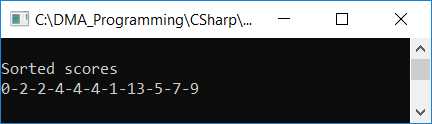 C:\DMA_Programming\CSharp\...
Sorted scores
0-2-2-4-4-4-1-13-5-7-9